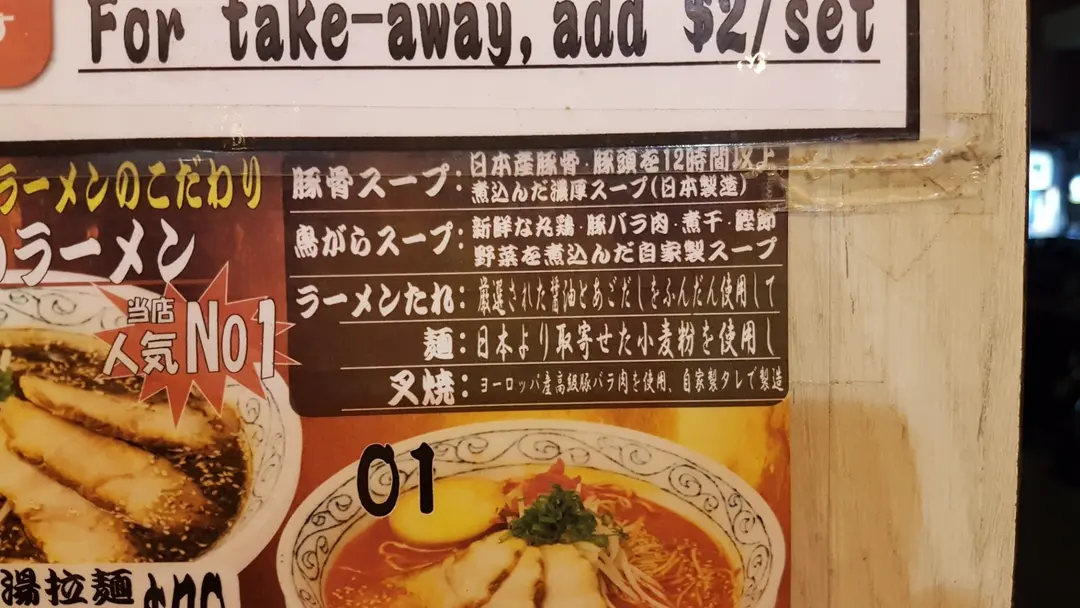 For take-away, add $2/set
ラーメンのこだわり
ラーメン
当店
人気 No1
豚骨スープ: 日本産豚骨・豚頭を12時間以上
煮込んだ濃厚スープ(日本製造)
鳥がらスープ: 新鮮な丸鶏・豚バラ肉・煮干・鰹節
野菜を煮込んだ自家製スープ
ラーメンたれ: 厳選された醤油とあごだしをふんだん使用して
麺: 日本より取寄せた小麦粉を使用し
叉焼: ヨーロッパ産高級豚バラ肉を使用、自家製タレで製造
01
湯拉麵